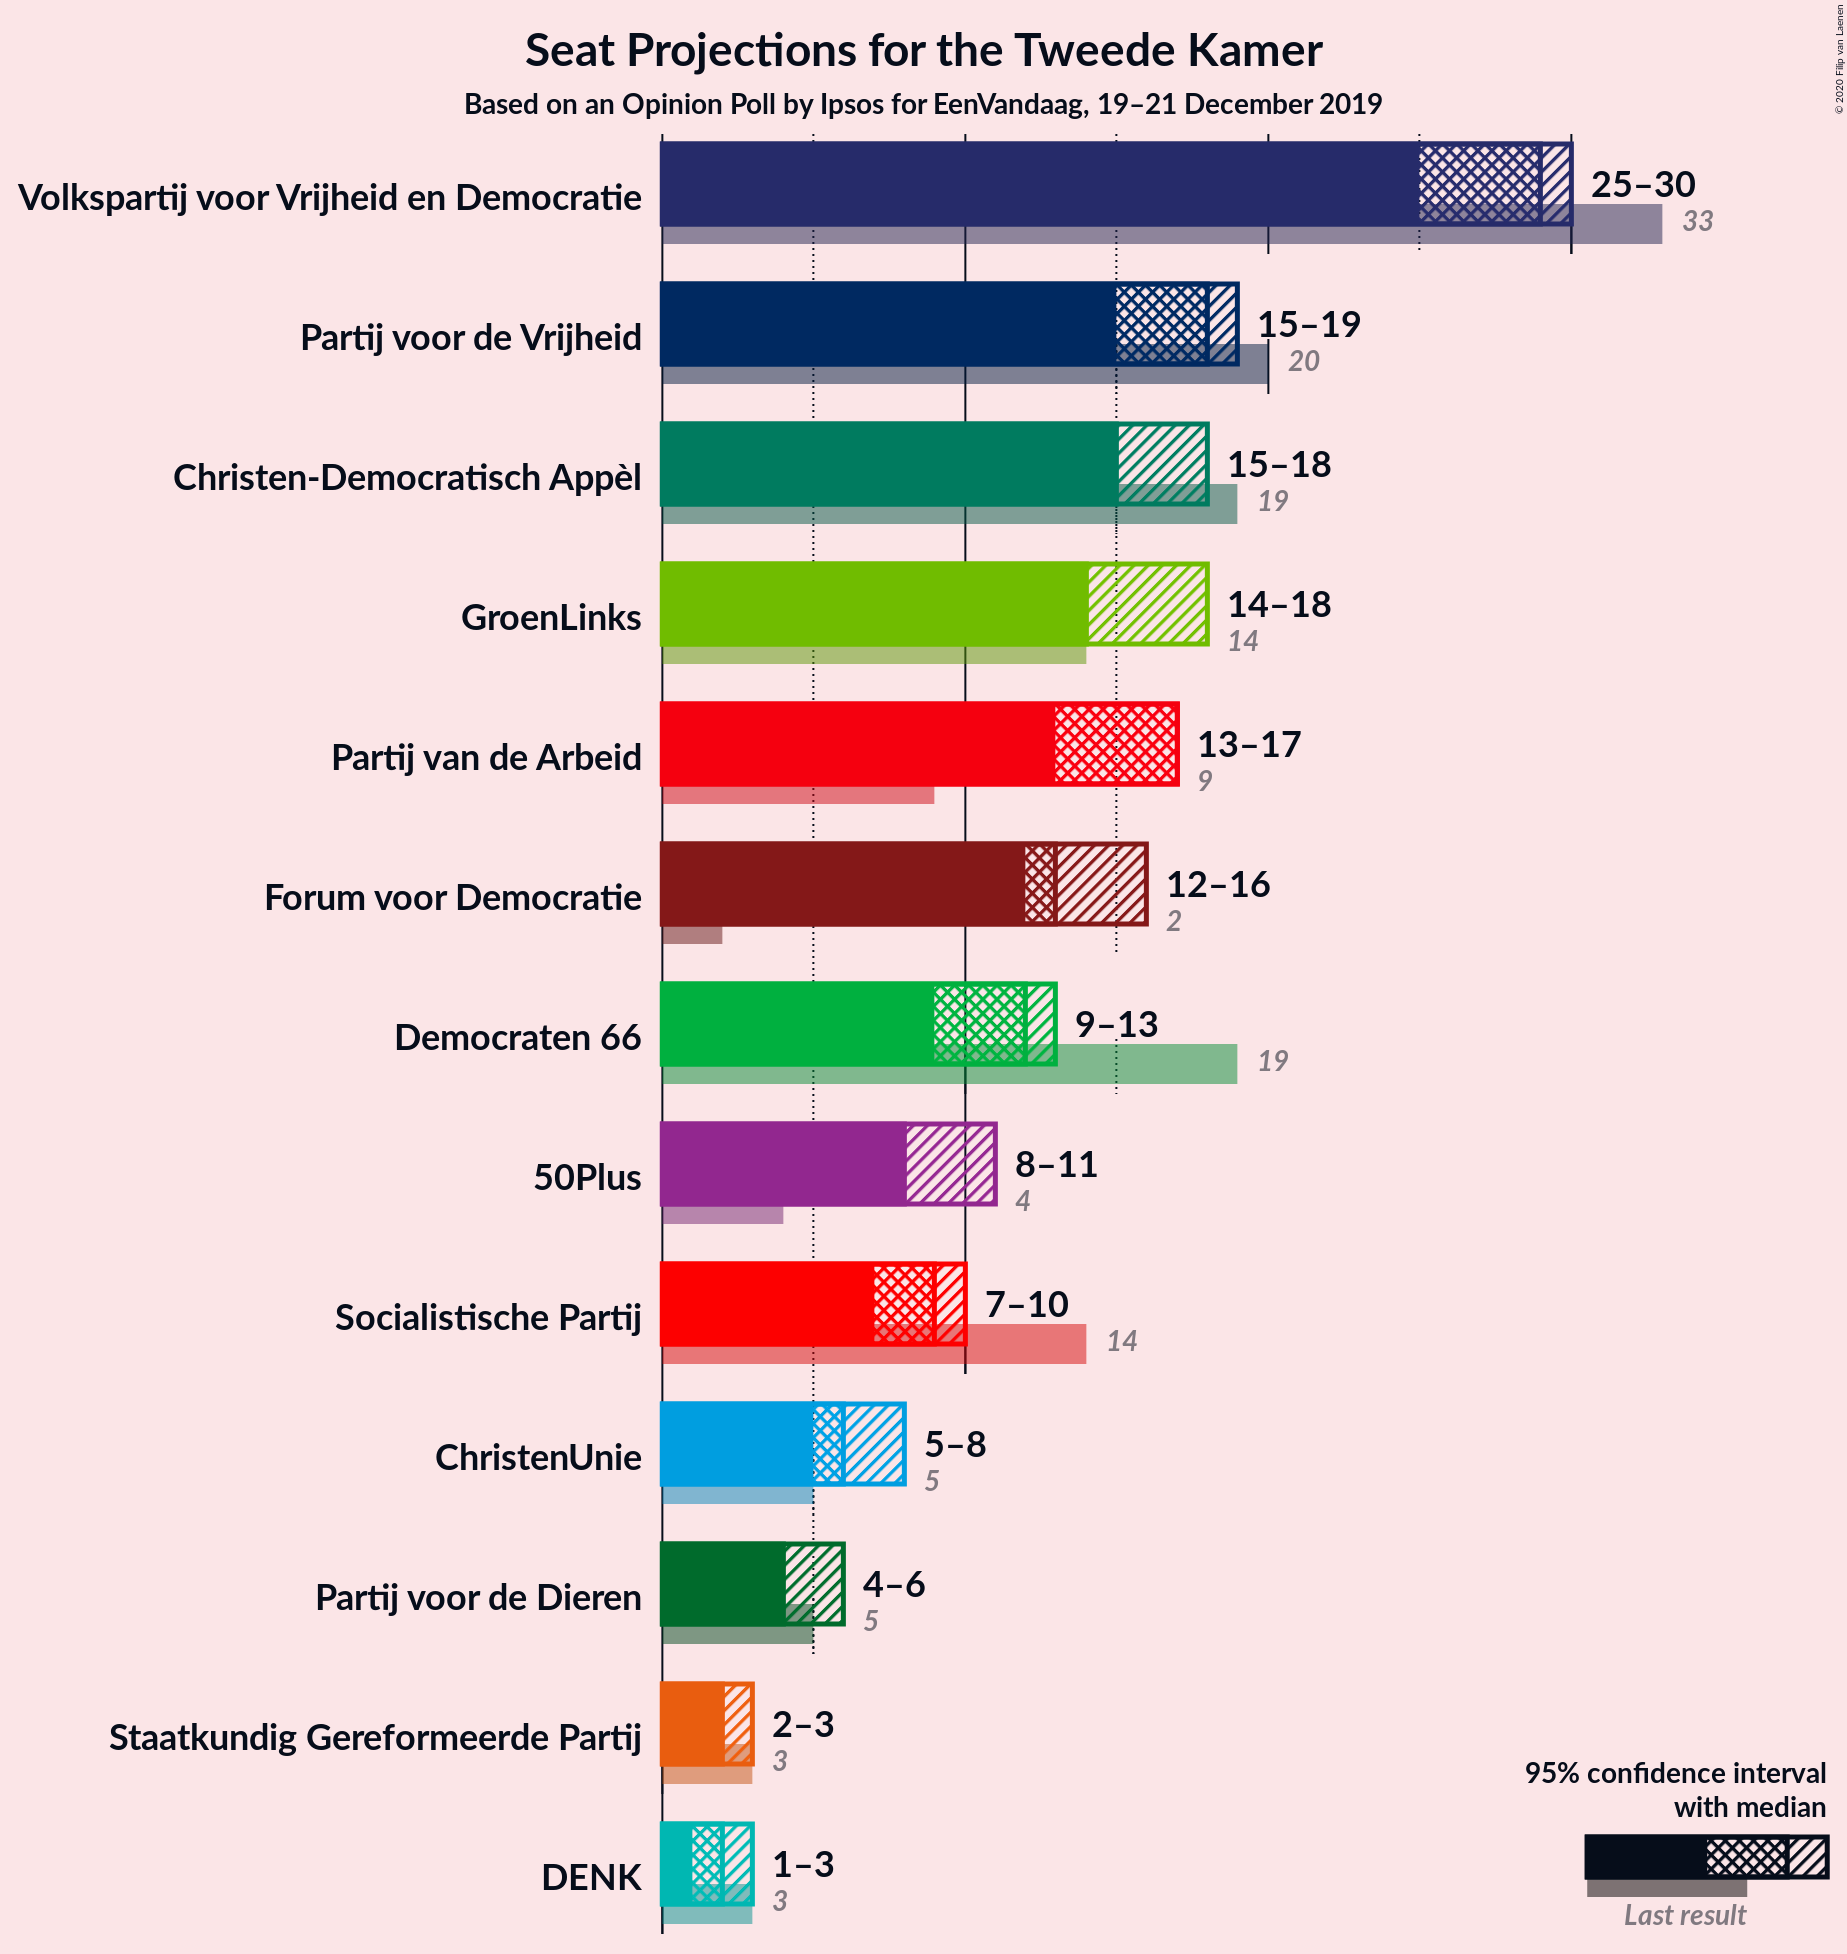 Seat Projections for the Tweede Kamer
Based on an Opinion Poll by Ipsos for EenVandaag, 19–21 December 2019
© 2020 Filip van Laenen
Volkspartij voor Vrijheid en Democratie
25–30
33
Partij voor de Vrijheid
15–19
20
Christen-Democratisch Appèl
15–18
19
GroenLinks
14–18
14
Partij van de Arbeid
13–17
9
Forum voor Democratie
12–16
2
Democraten 66
9–13
19
50Plus
8–11
4
Socialistische Partij
7–10
14
ChristenUnie
5–8
5
Partij voor de Dieren
4–6
5
Staatkundig Gereformeerde Partij
2–3
3
DENK
1–3
3
95% confidence interval
with median
Last result